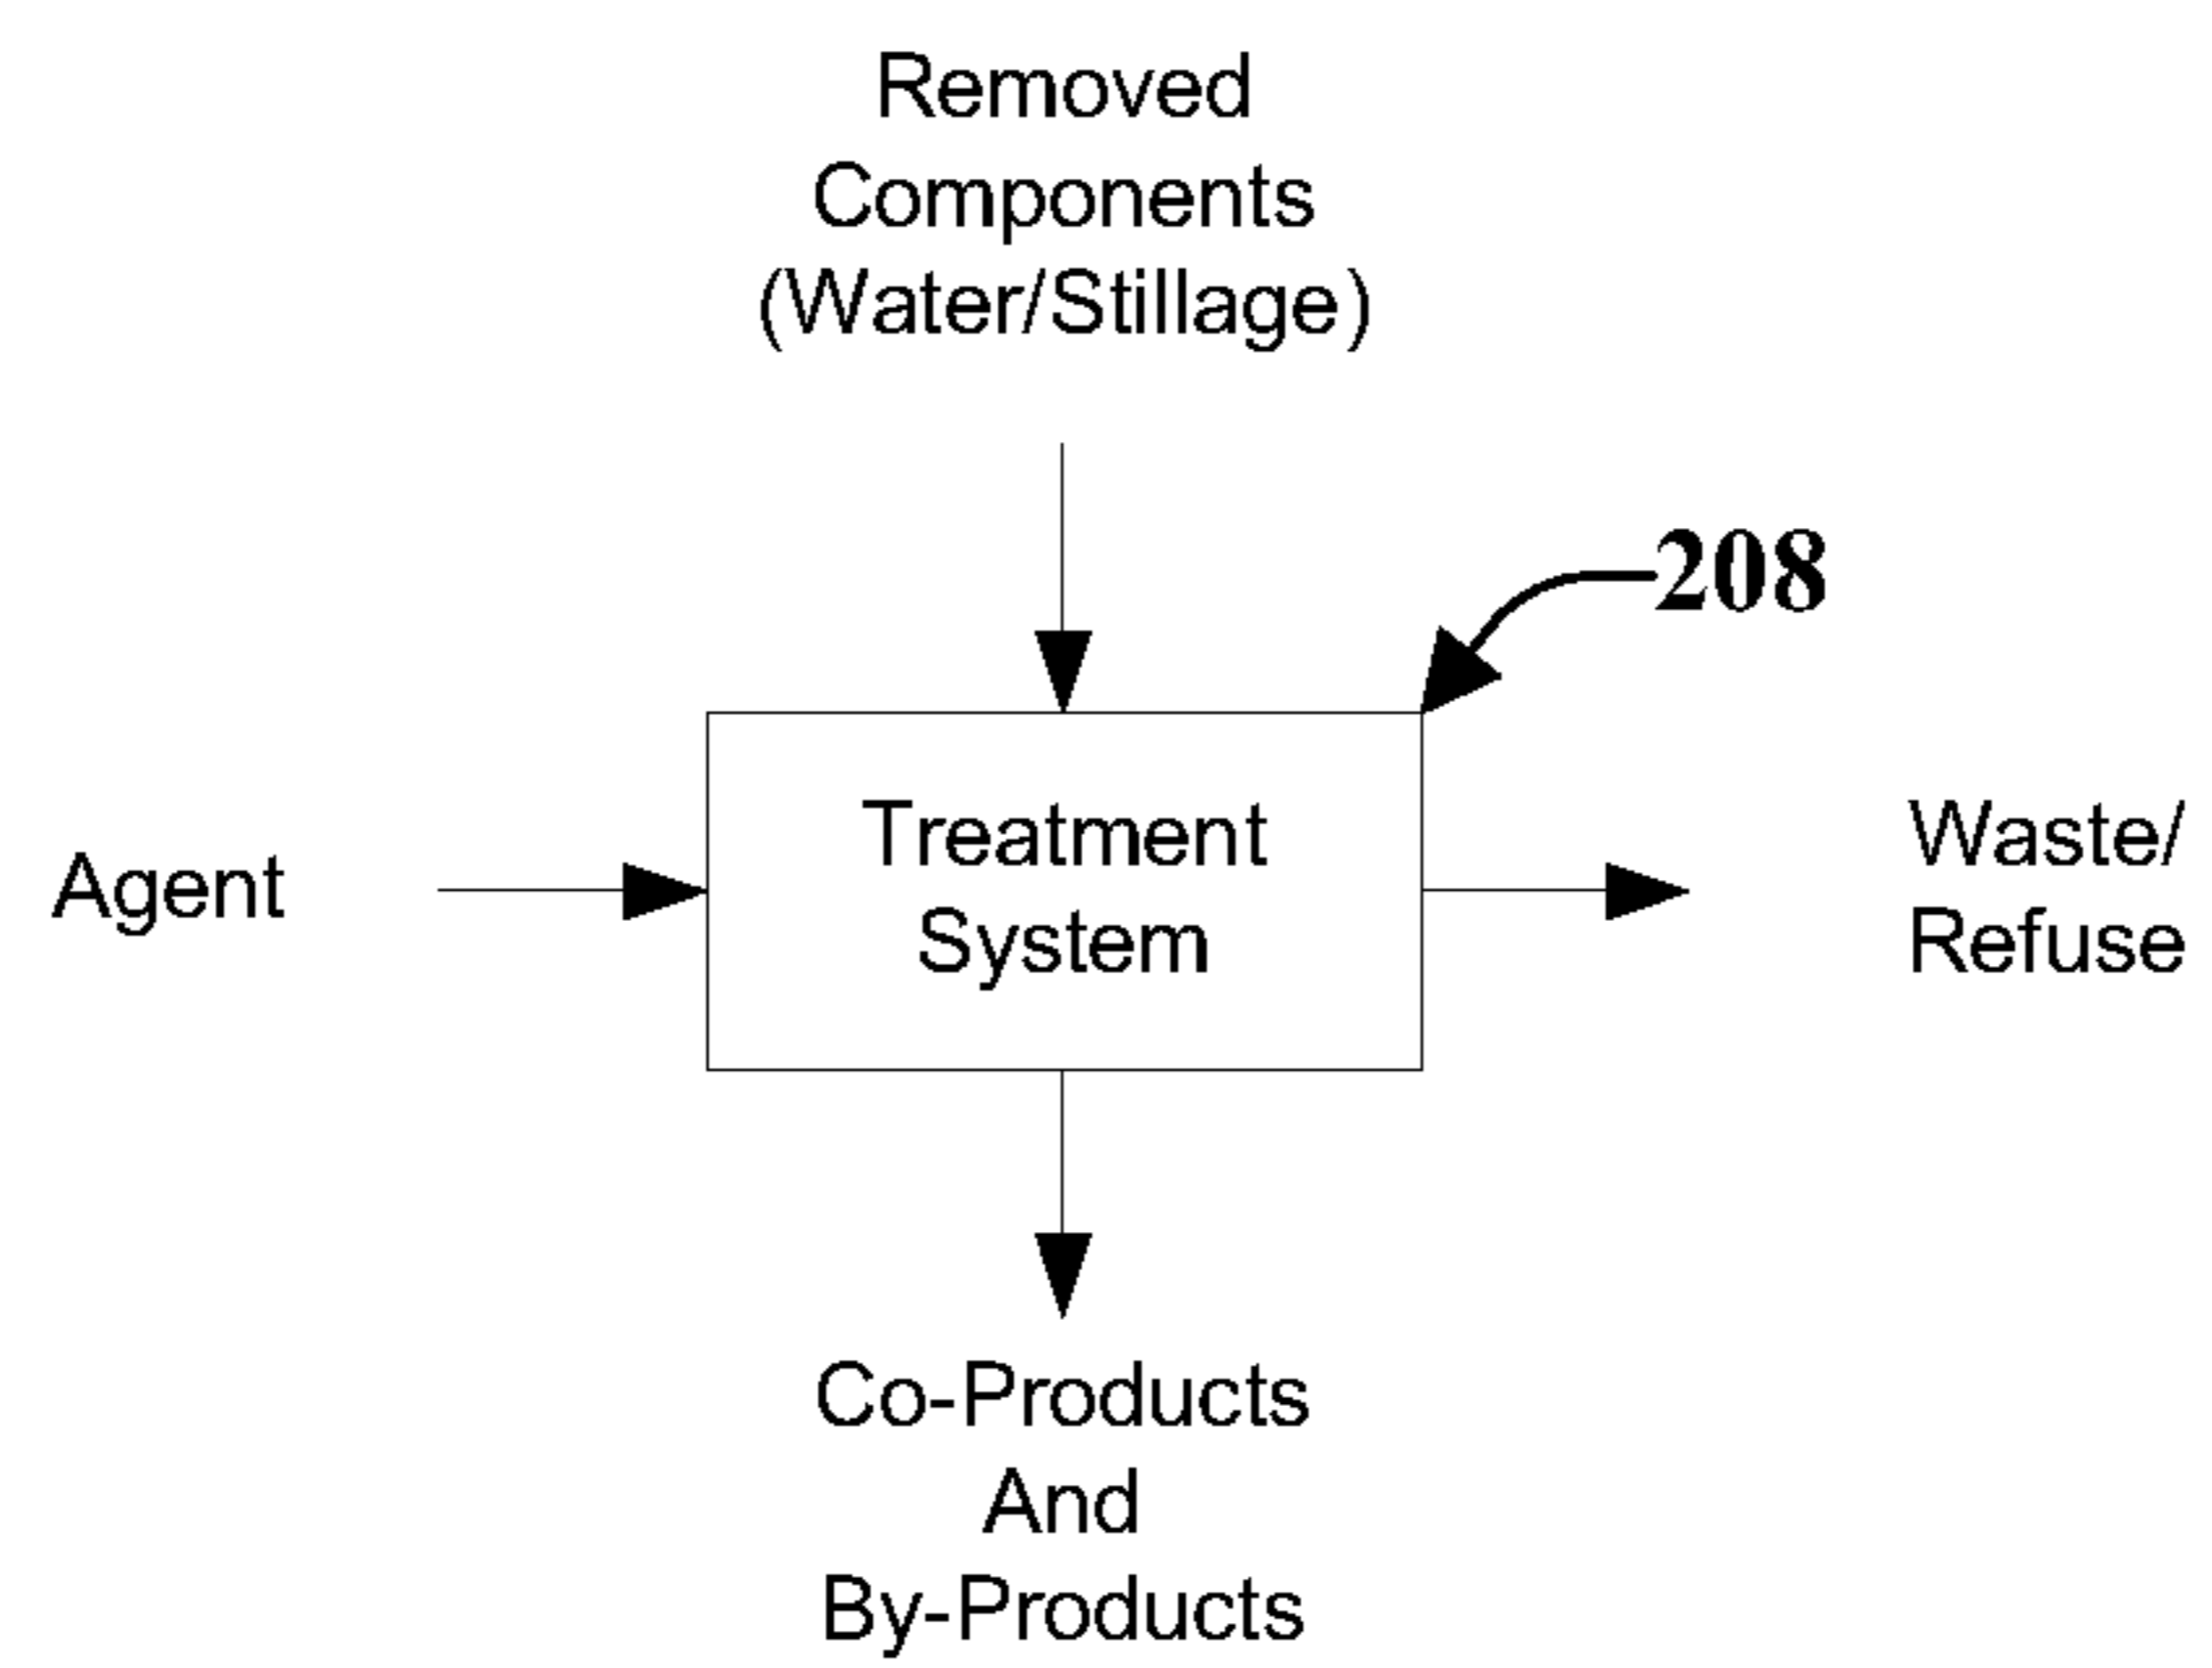 Removed
Components
(Water/Stillage)
208
Treatment
System
Agent
Waste/
Refuse
Co-Products
And
By-Products